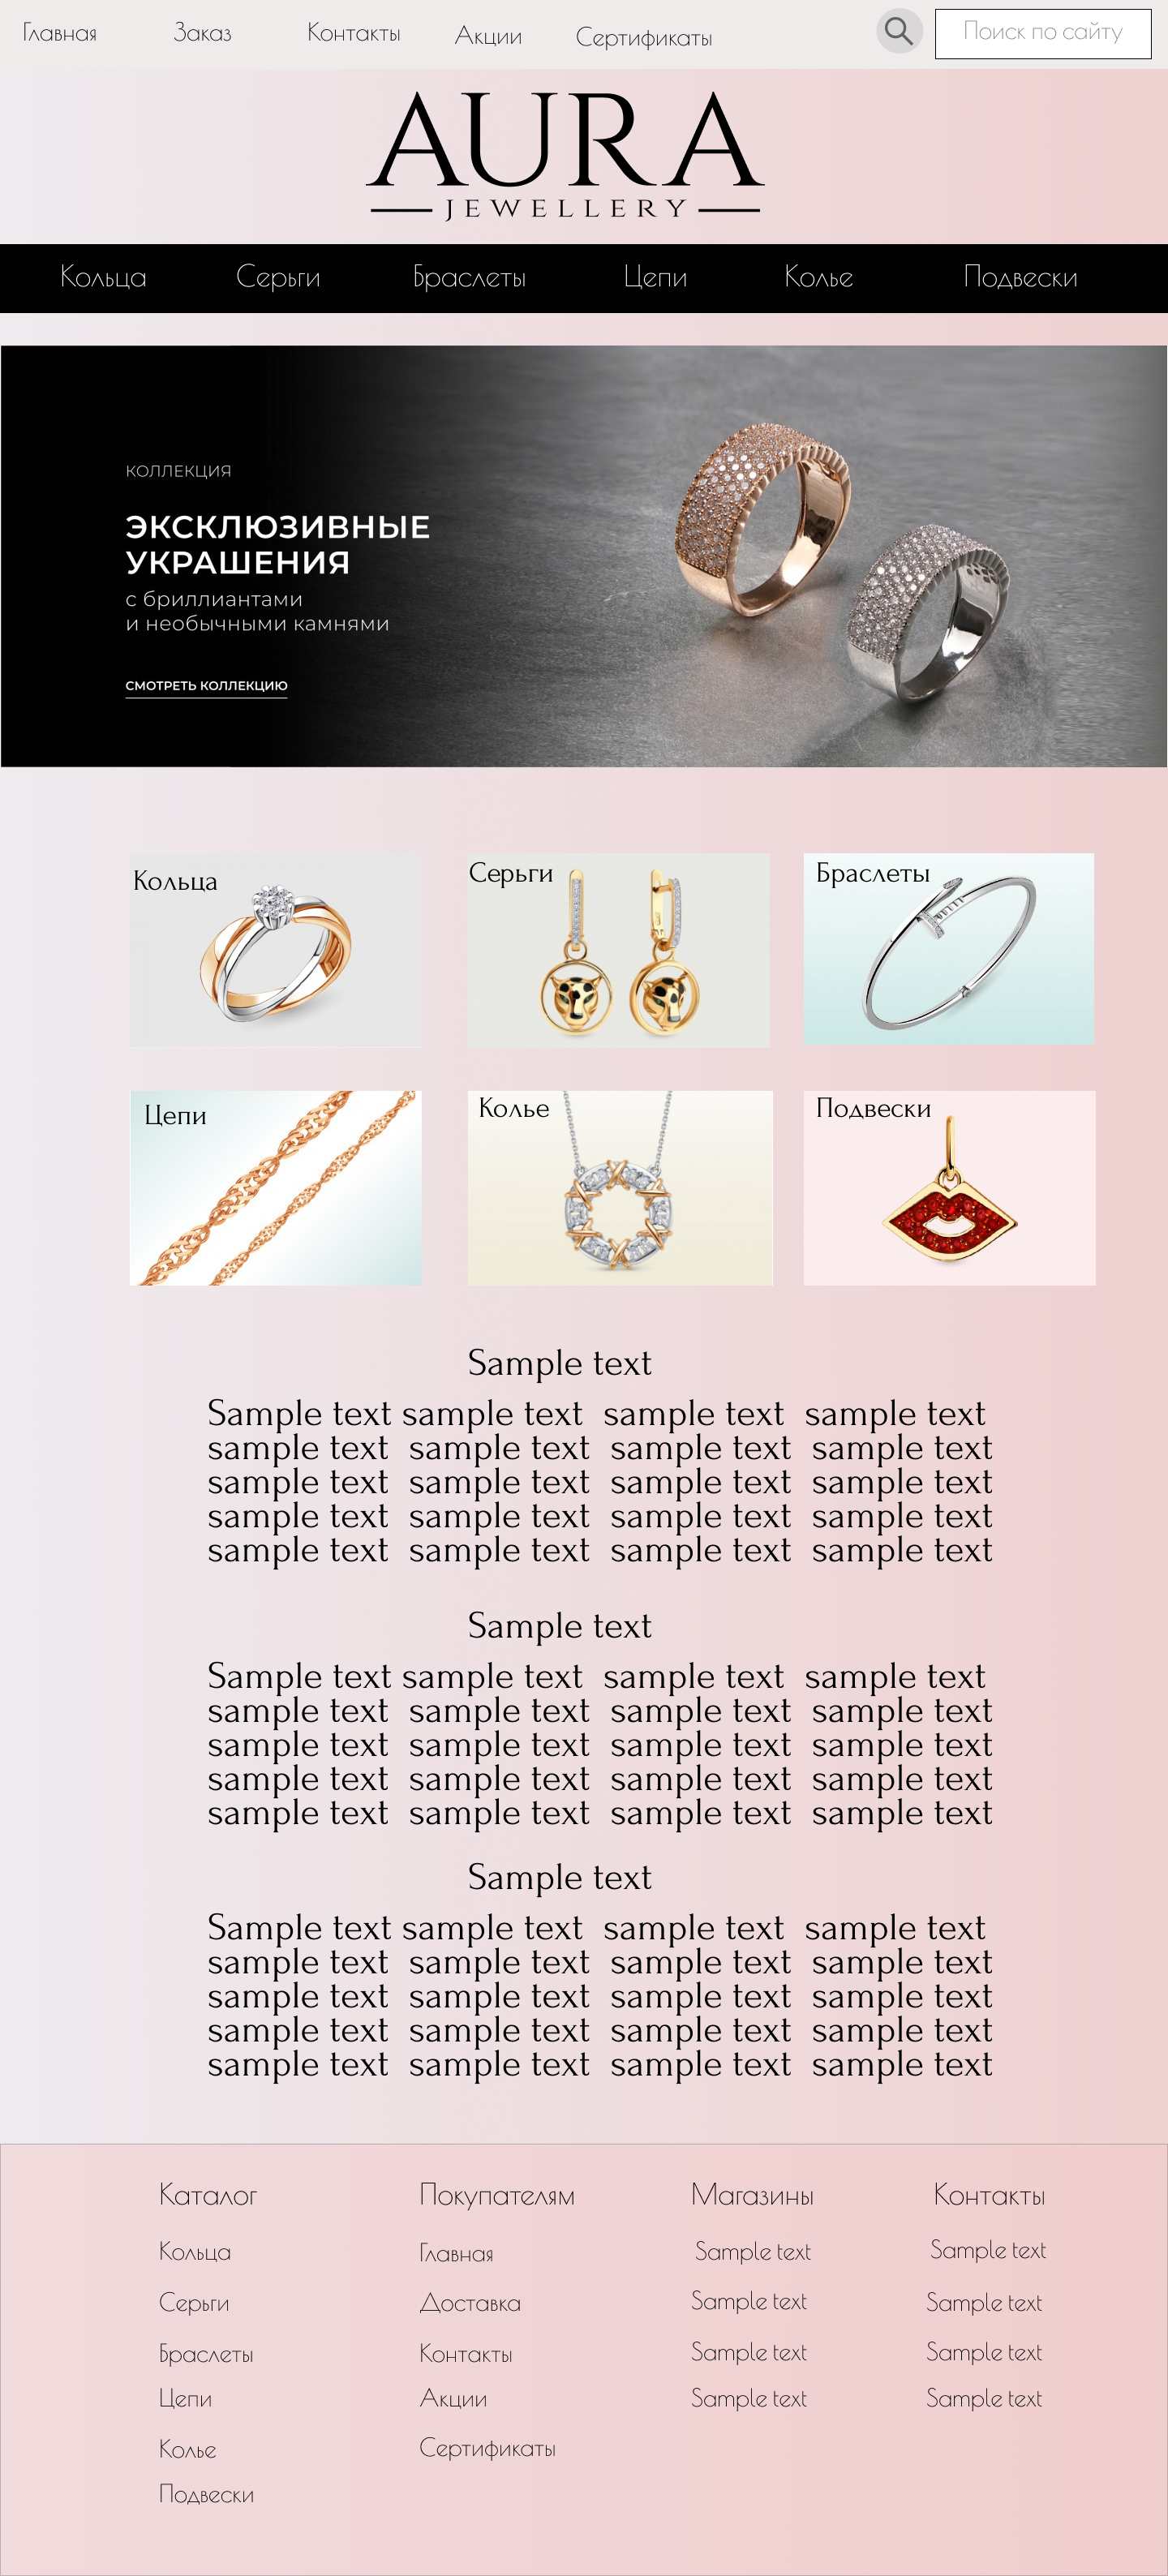 Главная Заказ Контакты Акции Сертификаты Поиск по сайту
AURA
JEWELLERY
Кольца Серьги Браслеты Цепи Колье Подвески
КОЛЛЕКЦИЯ
ЭКСКЛЮЗИВНЫЕ
УКРАШЕНИЯ
с бриллиантами
и необычными камнями
СМОТРЕТЬ КОЛЛЕКЦИЮ
Кольца Серьги Браслеты
Цепи Колье Подвески
Sample text
Sample text sample text sample text sample text
sample text sample text sample text sample text
sample text sample text sample text sample text
sample text sample text sample text sample text
sample text sample text sample text sample text
Sample text
Sample text sample text sample text sample text
sample text sample text sample text sample text
sample text sample text sample text sample text
sample text sample text sample text sample text
sample text sample text sample text sample text
Sample text
Sample text sample text sample text sample text
sample text sample text sample text sample text
sample text sample text sample text sample text
sample text sample text sample text sample text
sample text sample text sample text sample text
Каталог
Кольца
Серьги
Браслеты
Цепи
Колье
Подвески
Покупателям
Главная
Доставка
Контакты
Акции
Сертификаты
Магазины
Sample text
Sample text
Sample text
Sample text
Контакты
Sample text
Sample text
Sample text
Sample text